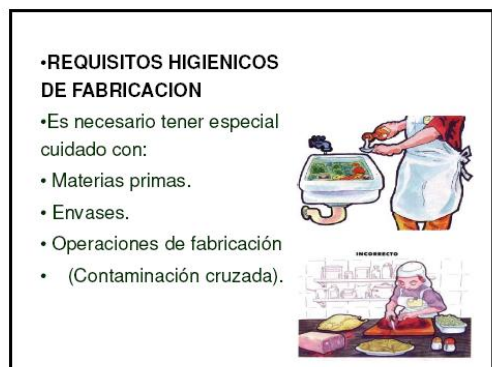 •REQUISITOS HIGIENICOS
DE FABRICACION
•Es necesario tener especial
cuidado con:
• Materias primas.
• Envases.
• Operaciones de fabricación
• (Contaminación cruzada).
INCORRECTO